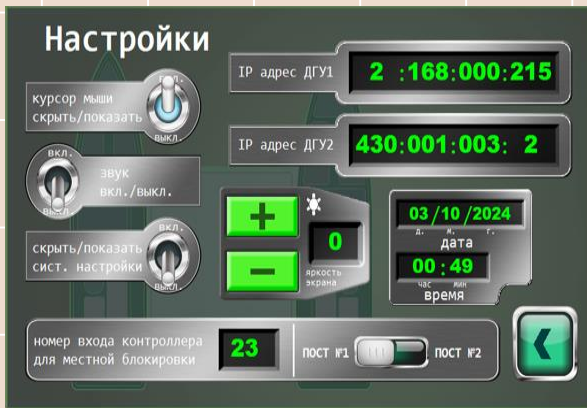 Настройки
IP адрес ДГУ1
2 :168:000:215
вкл.
курсор мыши
скрыть/показать
выкл.
IP адрес ДГУ2
430:001:003: 2
вкл.
звук
вкл./выкл.
выкл.
+
0
−
яркость
экрана
03/10/2024
д. м. г.
дата
00:49
час мин
время
вкл.
скрыть/показать
сист. настройки
выкл.
номер входа контроллера
для местной блокировки
23
пост №1
пост №2